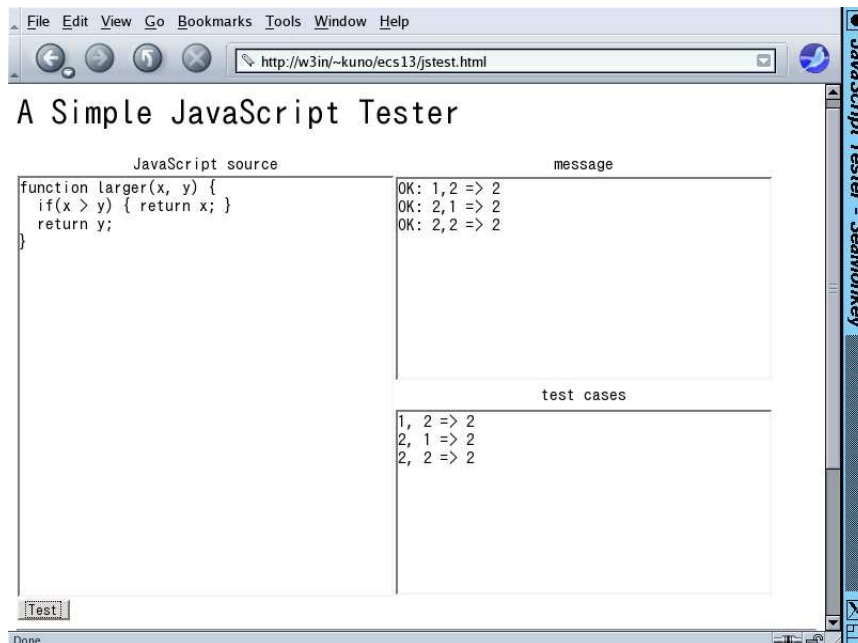 File Edit View Go Bookmarks Tools Window Help
http://w3in/~kuno/ecs13/jstest.html
A Simple JavaScript Tester
JavaScript source
function larger(x, y) {
  if(x > y) { return x; }
  return y;
}
message
OK: 1,2 => 2
OK: 2,1 => 2
OK: 2,2 => 2
test cases
1, 2 => 2
2, 1 => 2
2, 2 => 2
Test
Done
JavaScript Tester - SeaMonkey